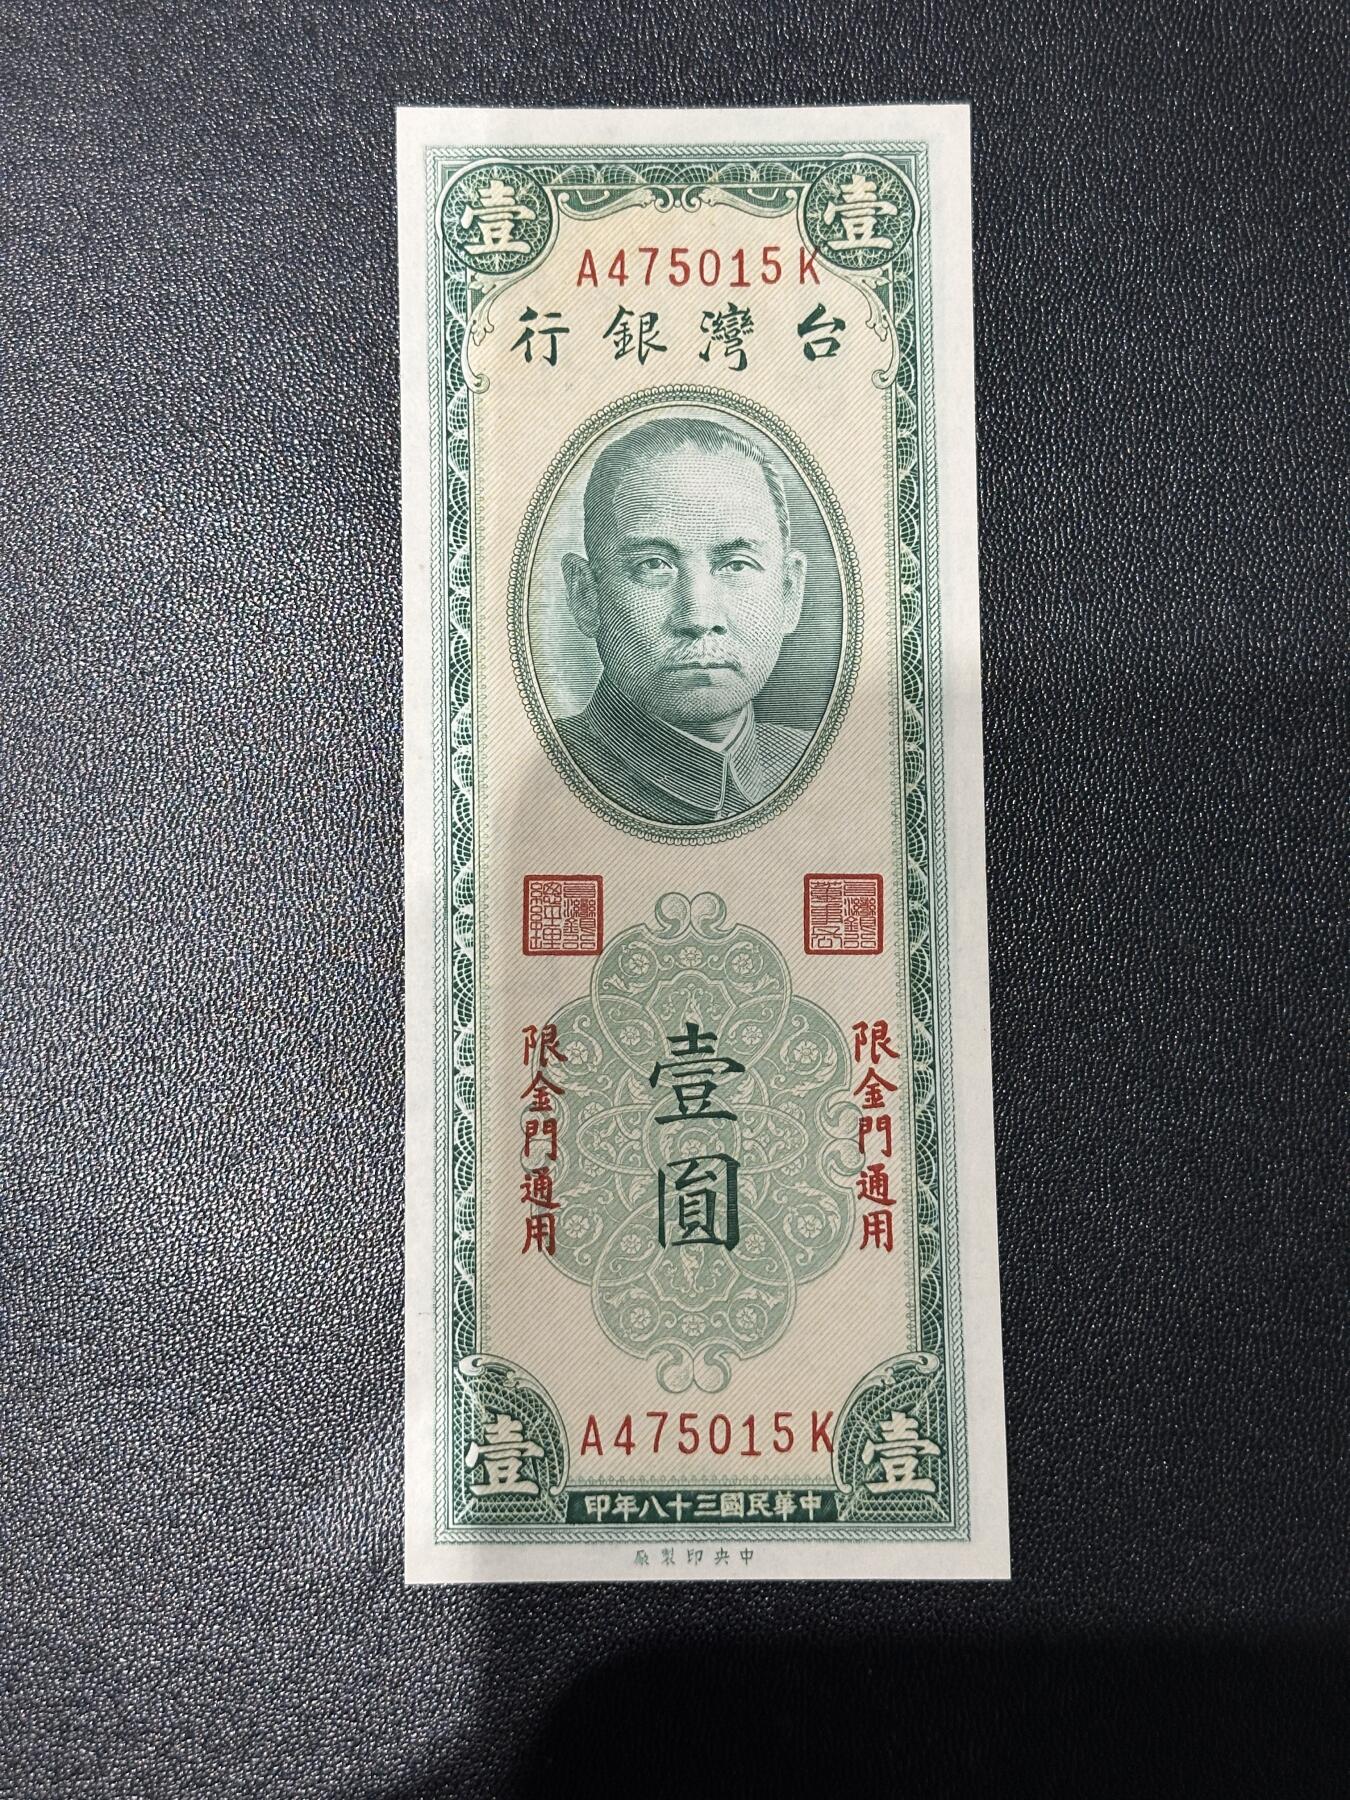 壹 壹
A475015K
台灣銀行
限金門通用
壹圓
限金門通用
A475015K
壹 壹
中華民國三十八年印
中央印製廠